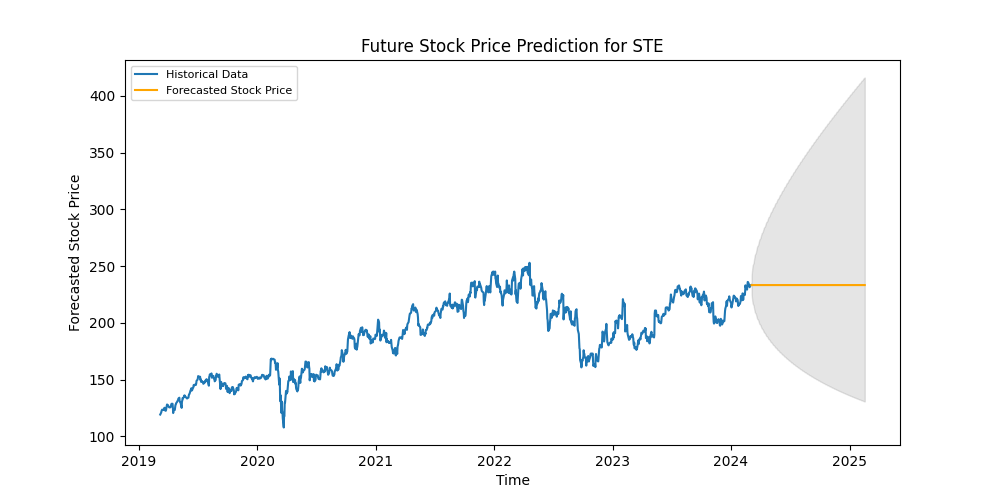 Future Stock Price Prediction for STE
Historical Data
Forecasted Stock Price
Forecasted Stock Price
400
350
300
250
200
150
100
2019 2020 2021 2022 2023 2024 2025
Time